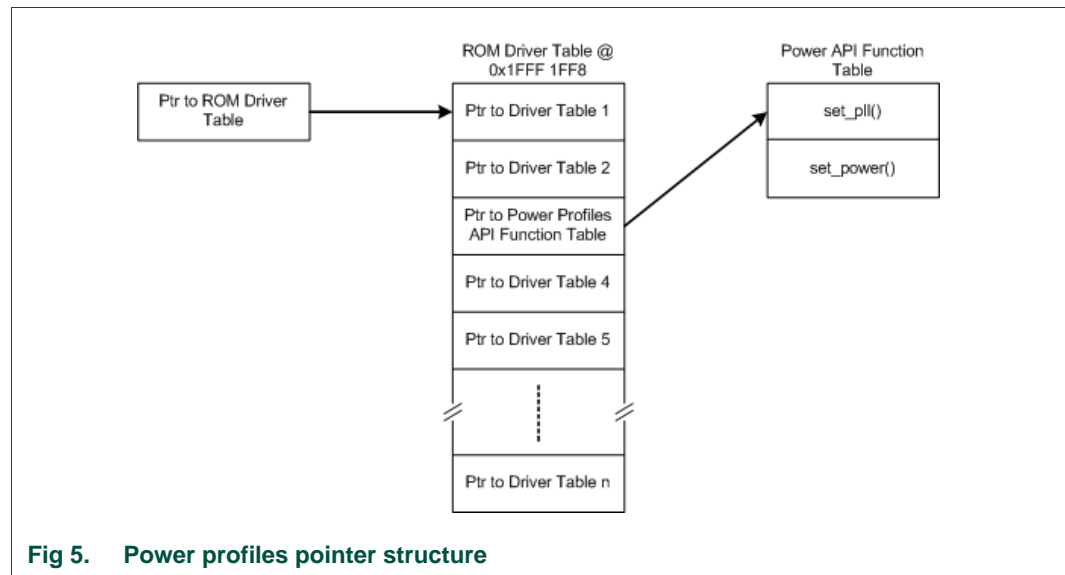 ROM Driver Table @
0x1FFF 1FF8
Power API Function
Table
Ptr to ROM Driver
Table
Ptr to Driver Table 1
set_pll()
Ptr to Driver Table 2
set_power()
Ptr to Power Profiles
API Function Table
Ptr to Driver Table 4
Ptr to Driver Table 5
Ptr to Driver Table n
Fig 5. Power profiles pointer structure